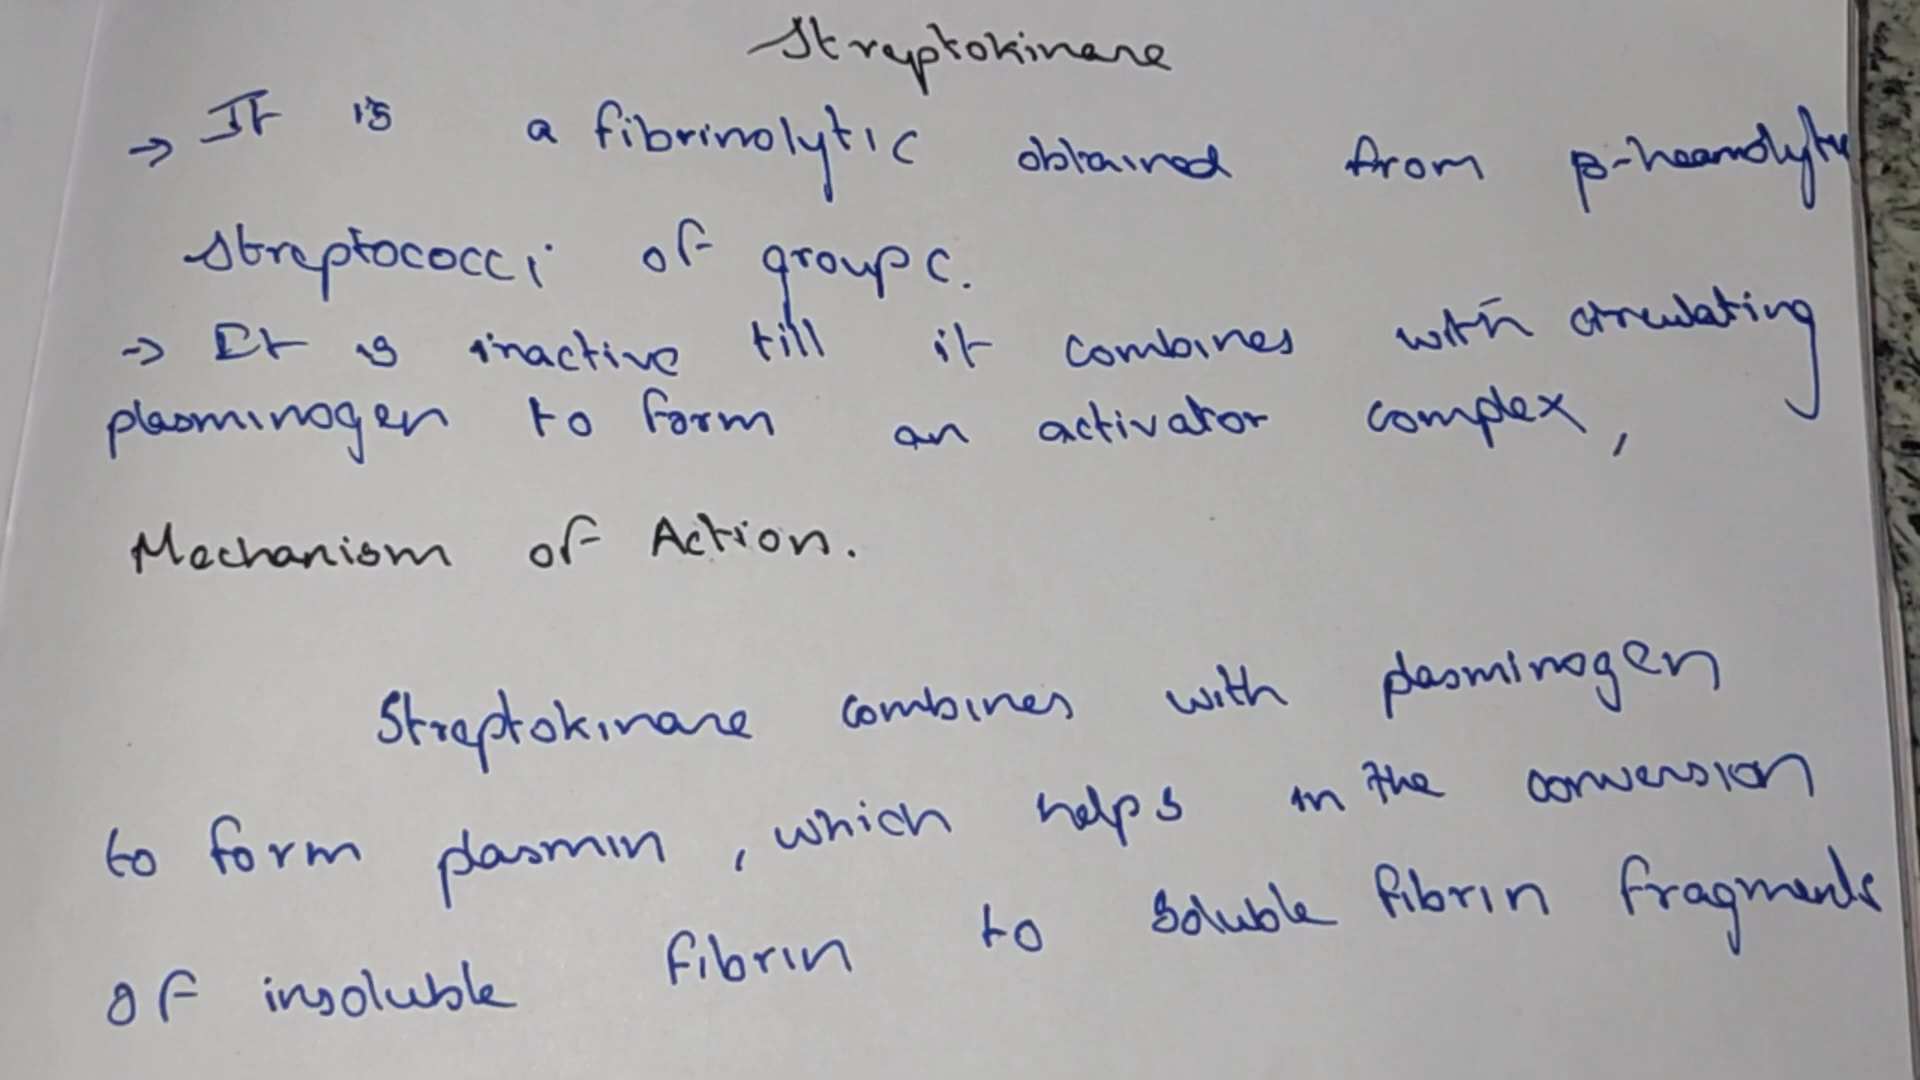 Streptokinase
→ It is a fibrinolytic obtained from β-heamolytic
streptococci of group C.
→ It is inactive till it combines with circulating
plasminogen to form an activator complex,
Mechanism of Action.
Streptokinase combines with plasminogen
to form plasmin, which helps in the conversion
of insoluble fibrin to soluble fibrin fragments